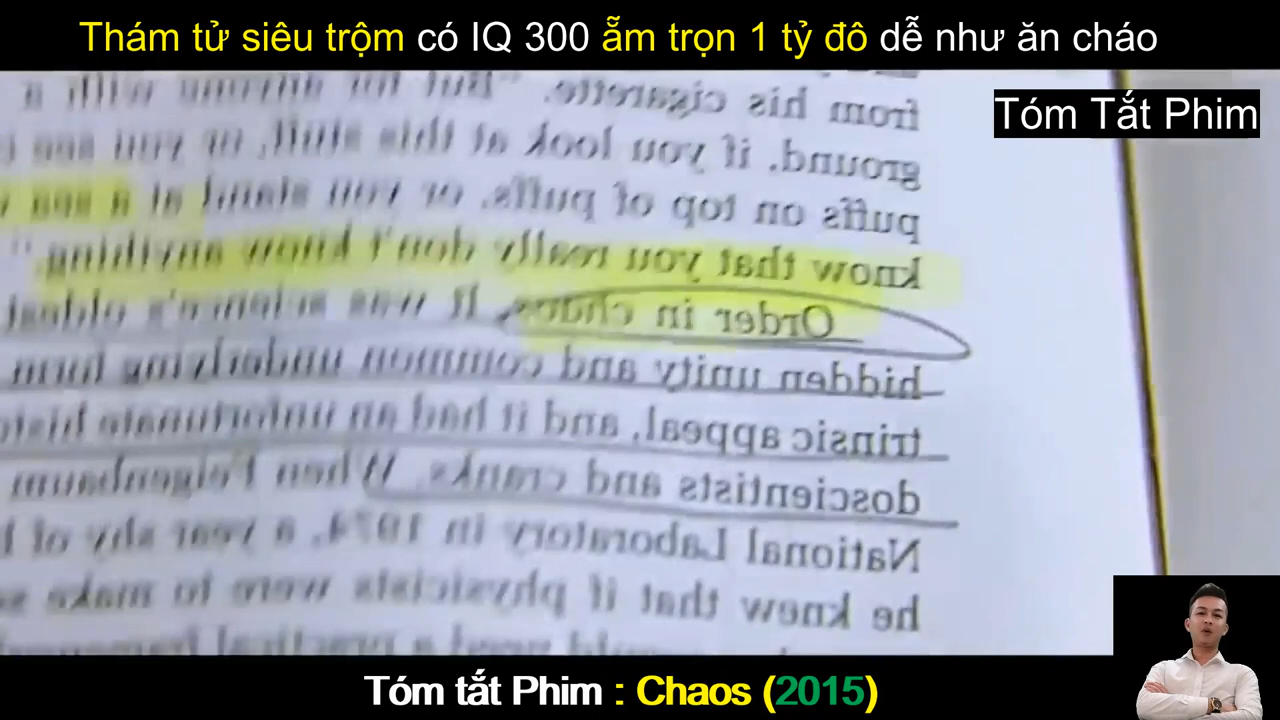 Thám tử siêu trộm có IQ 300 ẵm trọn 1 tỷ đô dễ như ăn cháo
Tóm Tắt Phim
from his cigarette. "But for anyone with a
ground, if you look at this stuff, or you see
puffs on top of puffs, or you stand at a sea
know that you really don't know anything."
Order in chaos. It was science's oldest
hidden unity and common underlying form
trinsic appeal, and it had an unfortunate
doscientists and cranks. When Feigenbaum
National Laboratory in 1974, a year shy of
he knew that if physicists were to make
Tóm tắt Phim : Chaos (2015)